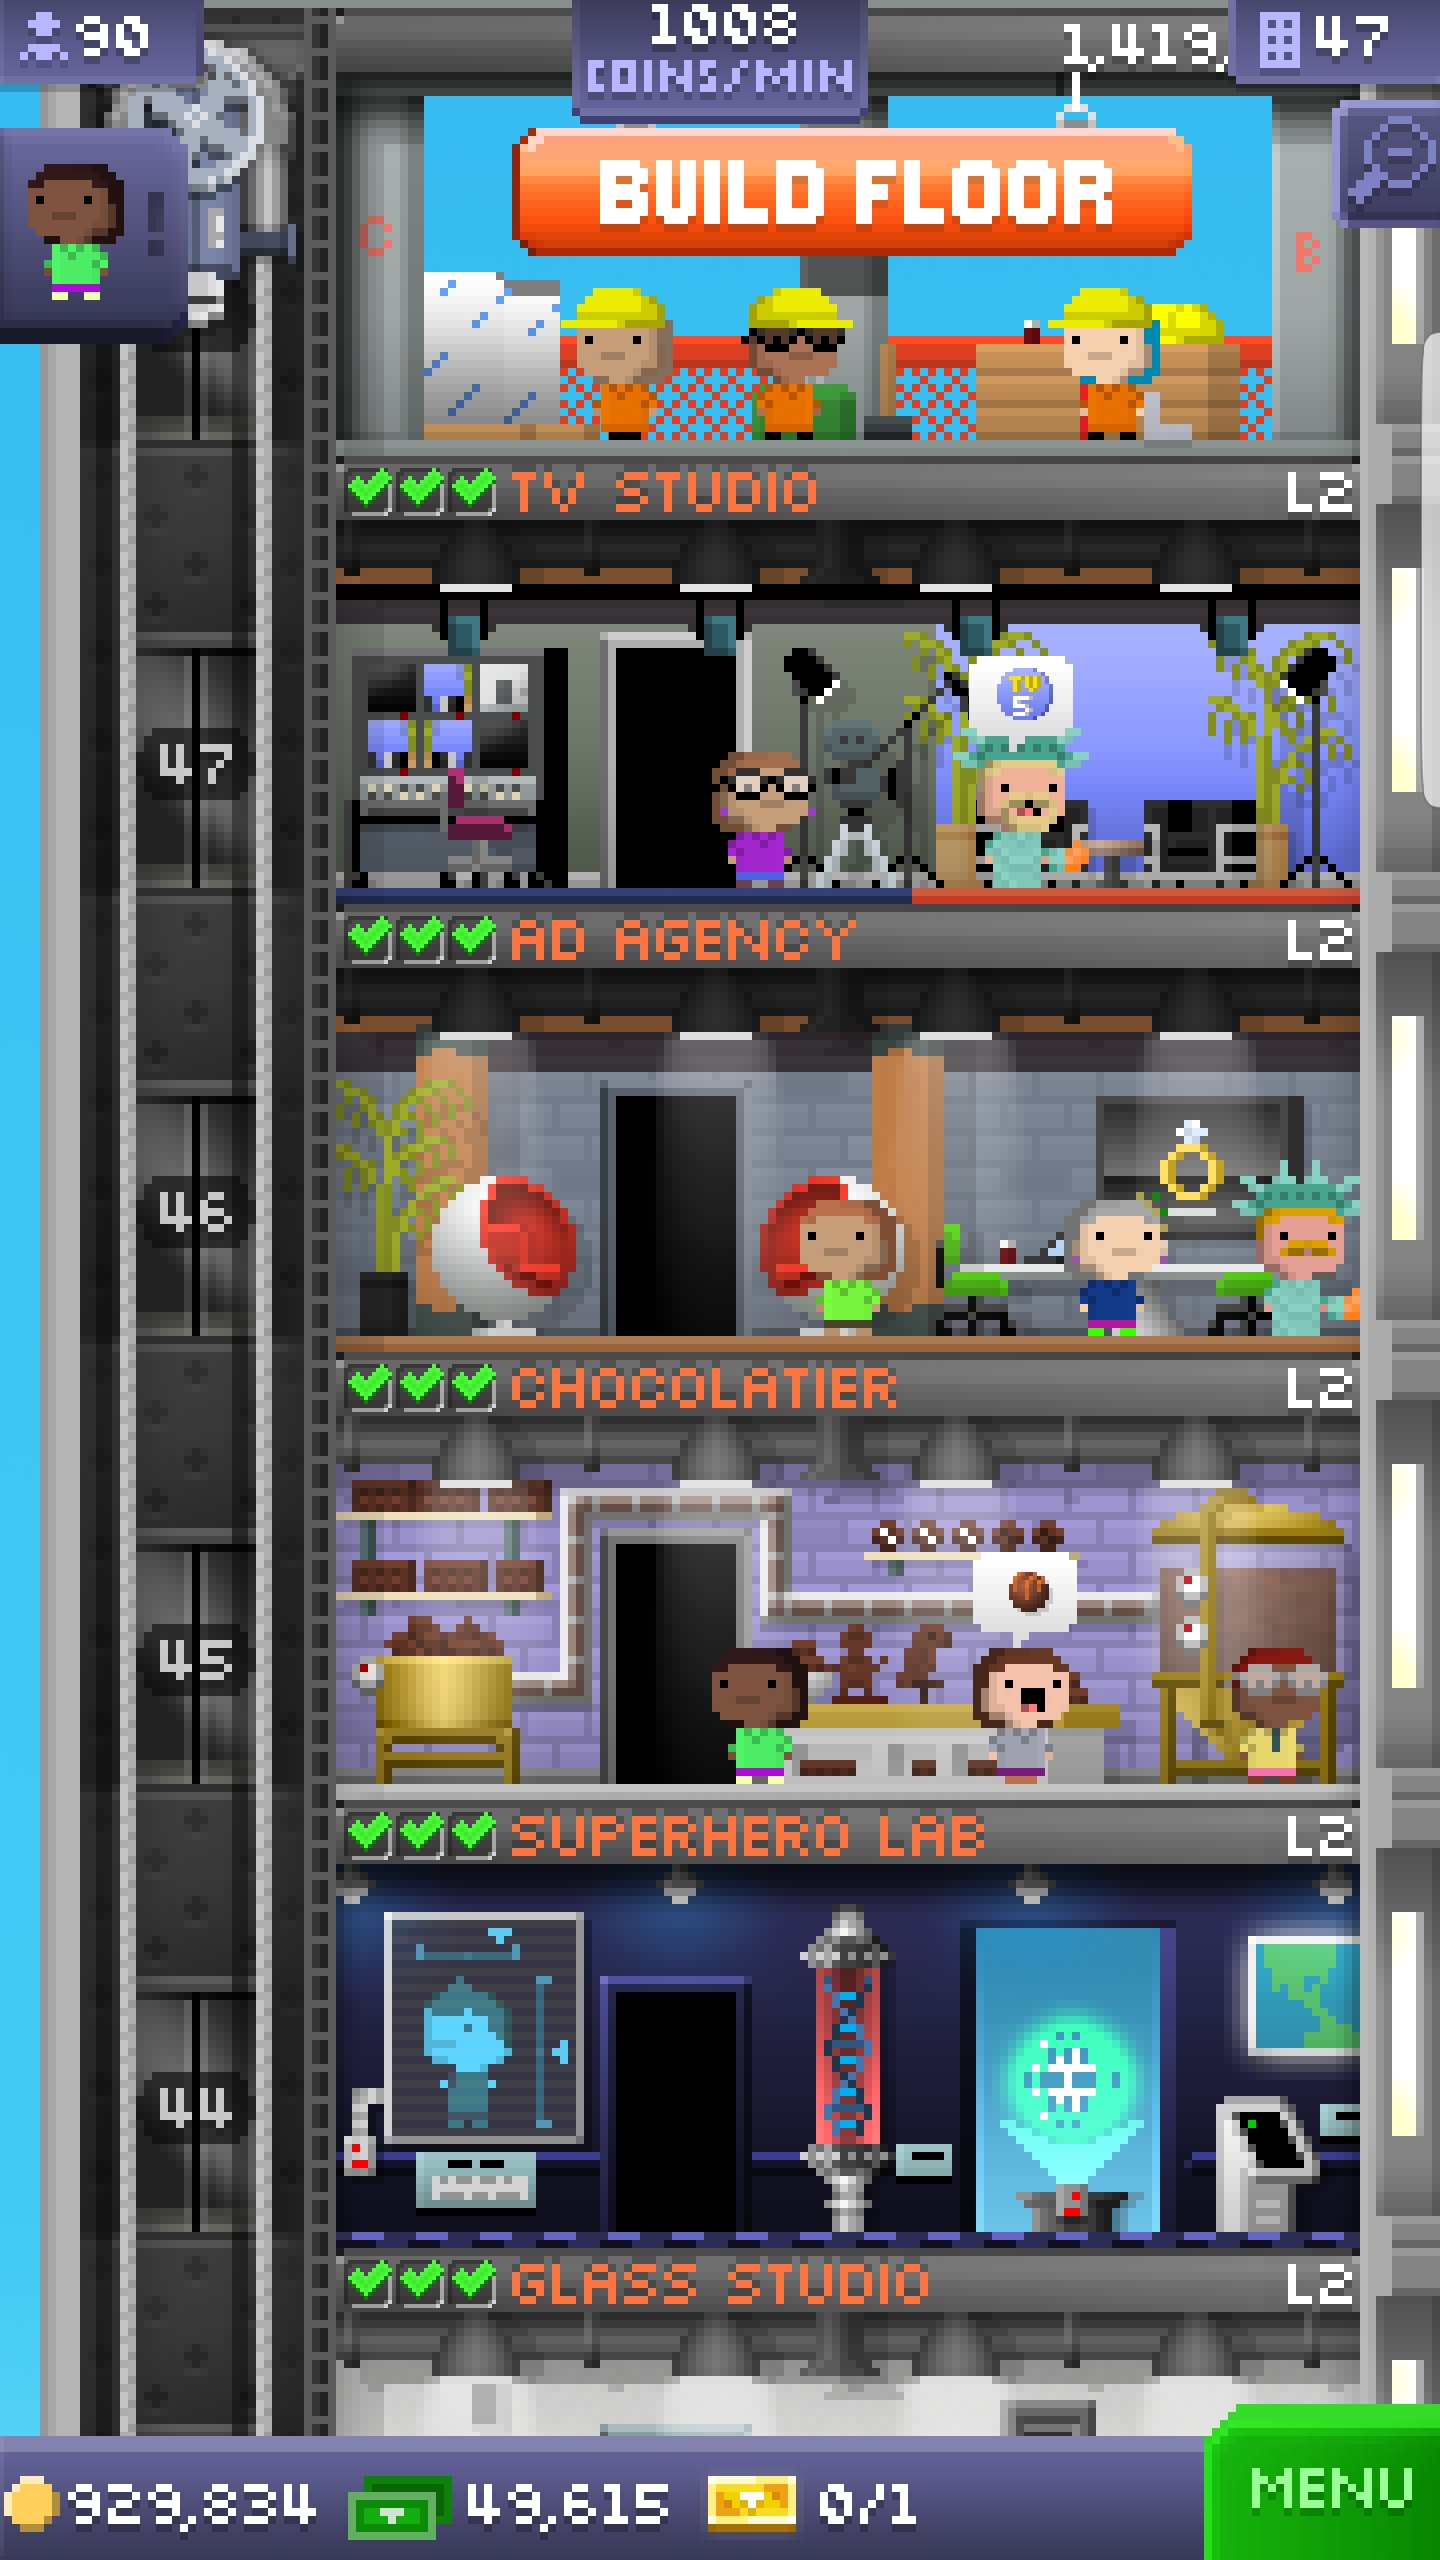 90
1008
COINS/MIN
1,419,
47
BUILD FLOOR
C
B
TV STUDIO L2
TV
5
47
AD AGENCY L2
46
CHOCOLATIER L2
45
SUPERHERO LAB L2
44
GLASS STUDIO L2
929,834 49,615 0/1
MENU